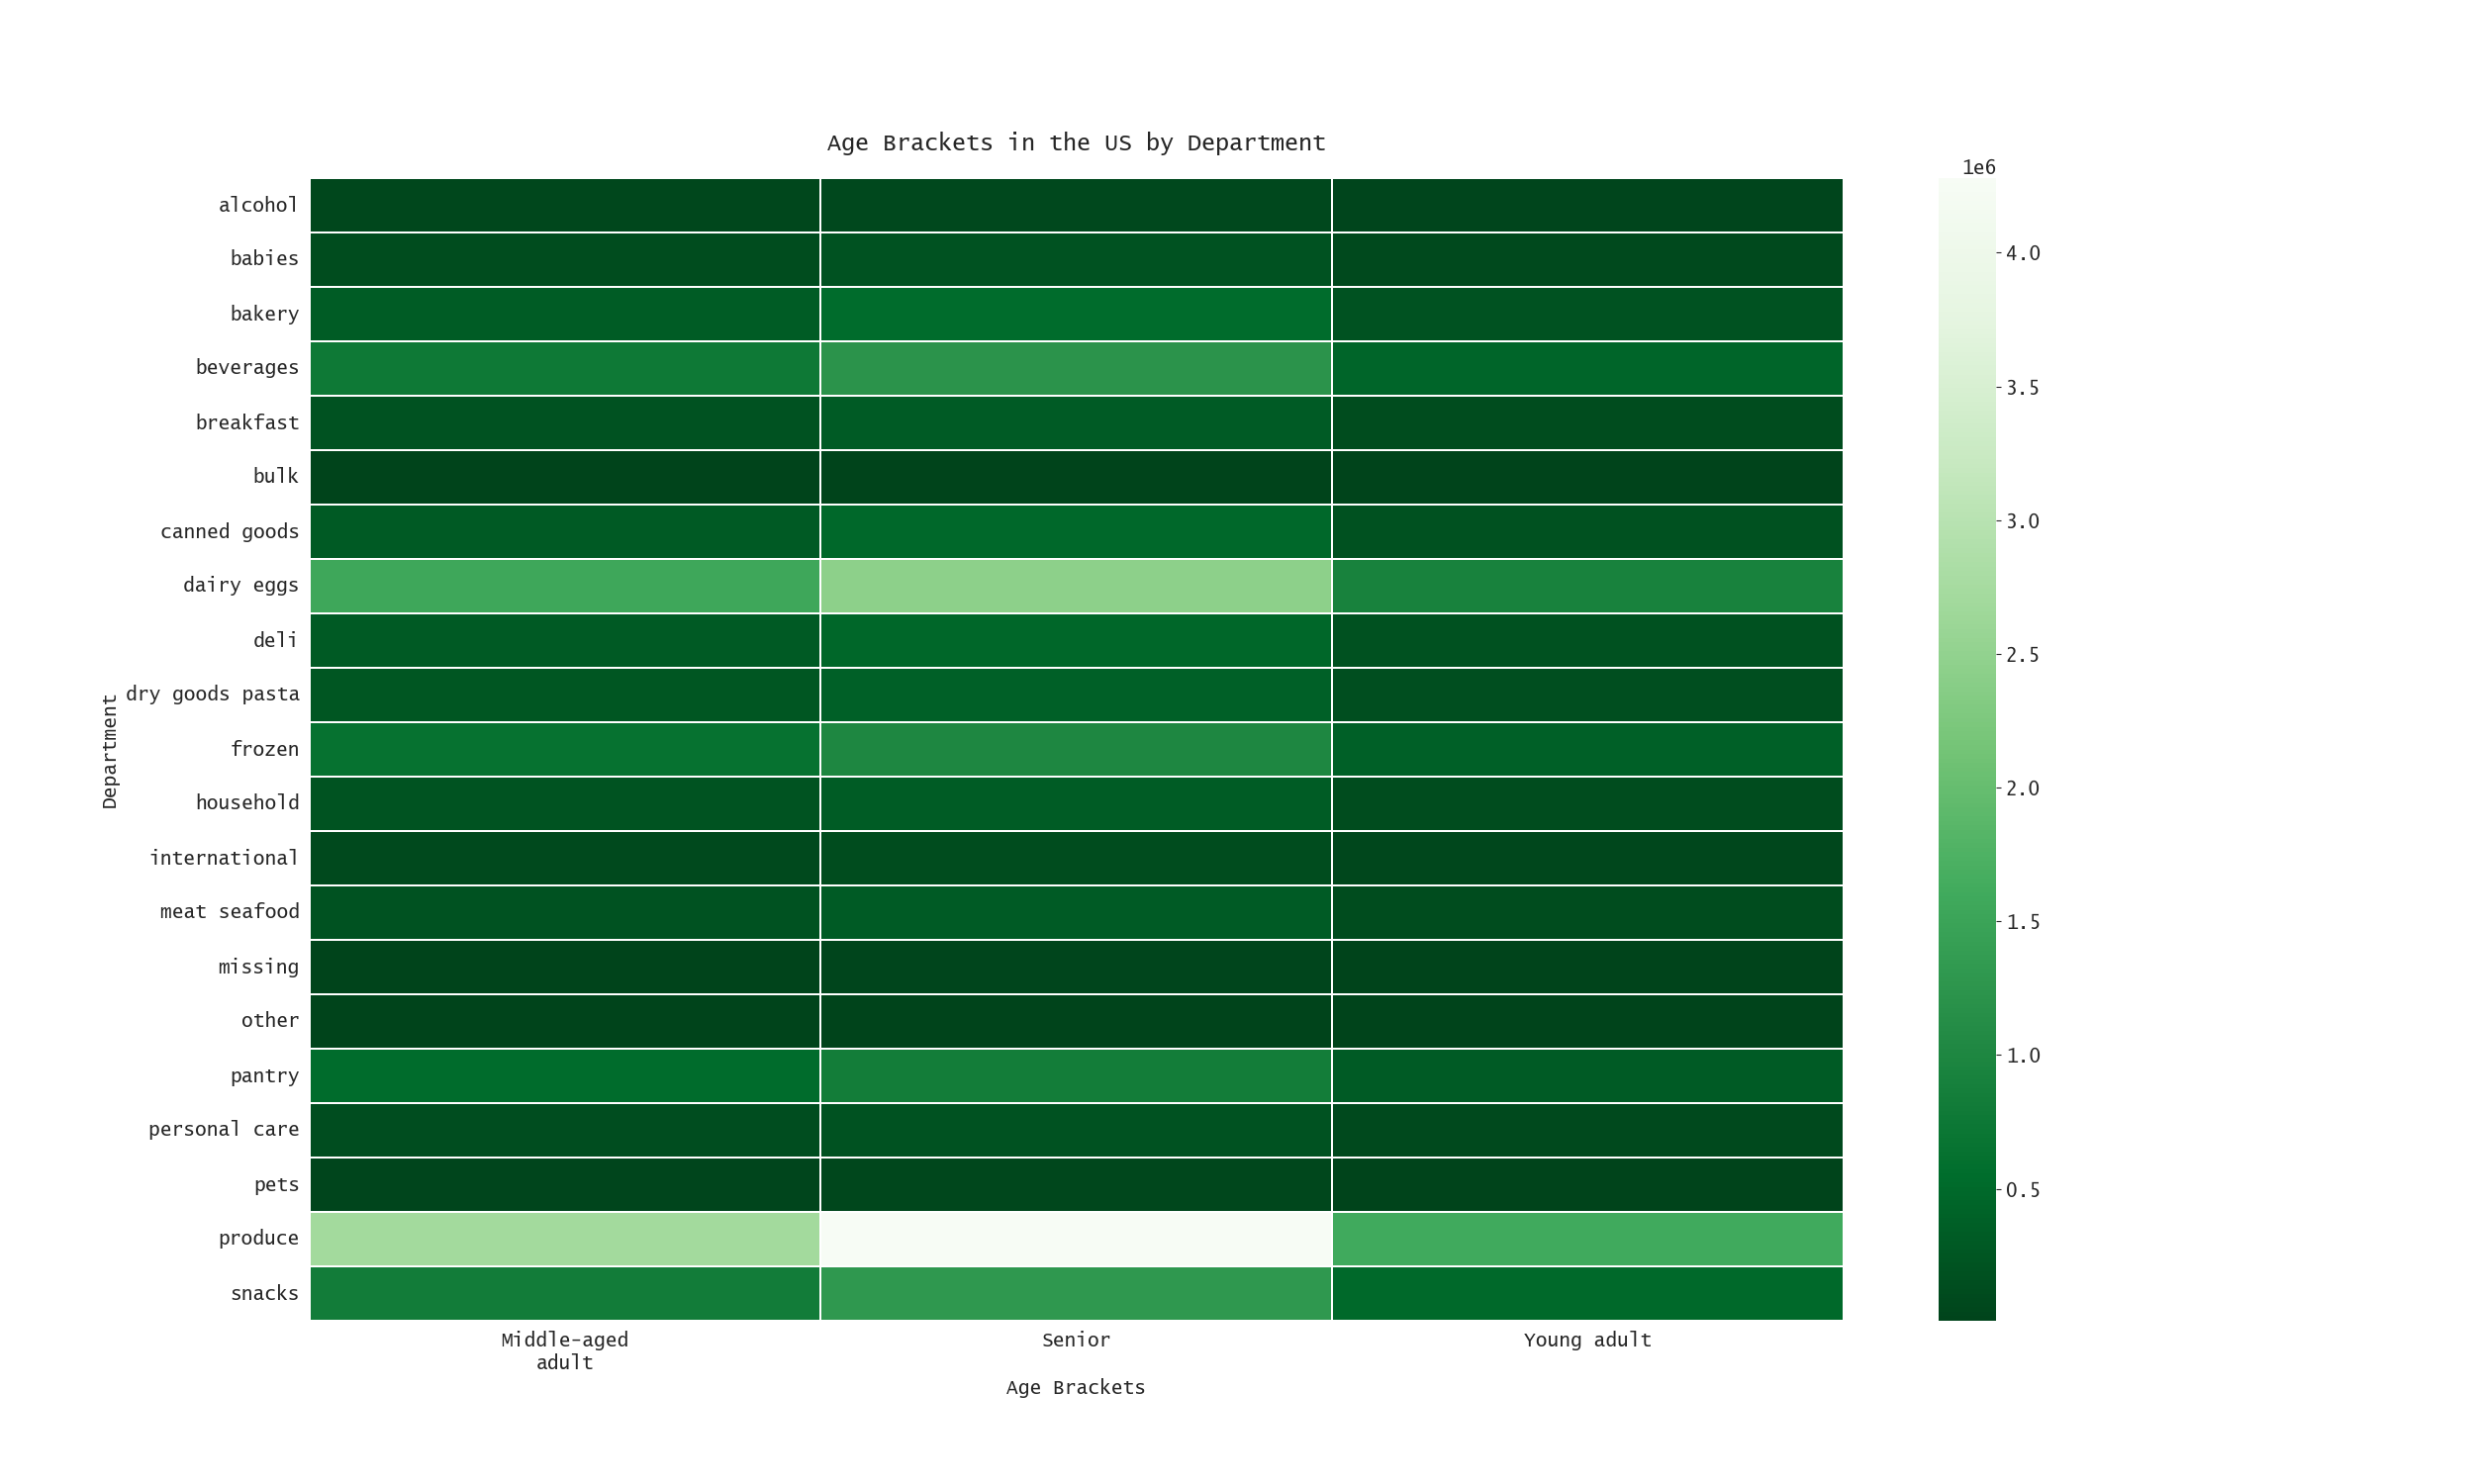 Age Brackets in the US by Department
1e6
alcohol
babies
bakery
beverages
breakfast
bulk
canned goods
dairy eggs
deli
dry goods pasta
frozen
household
international
meat seafood
missing
other
pantry
personal care
pets
produce
snacks
Department
Middle-aged
adult
Senior
Young adult
Age Brackets
4.0
3.5
3.0
2.5
2.0
1.5
1.0
0.5